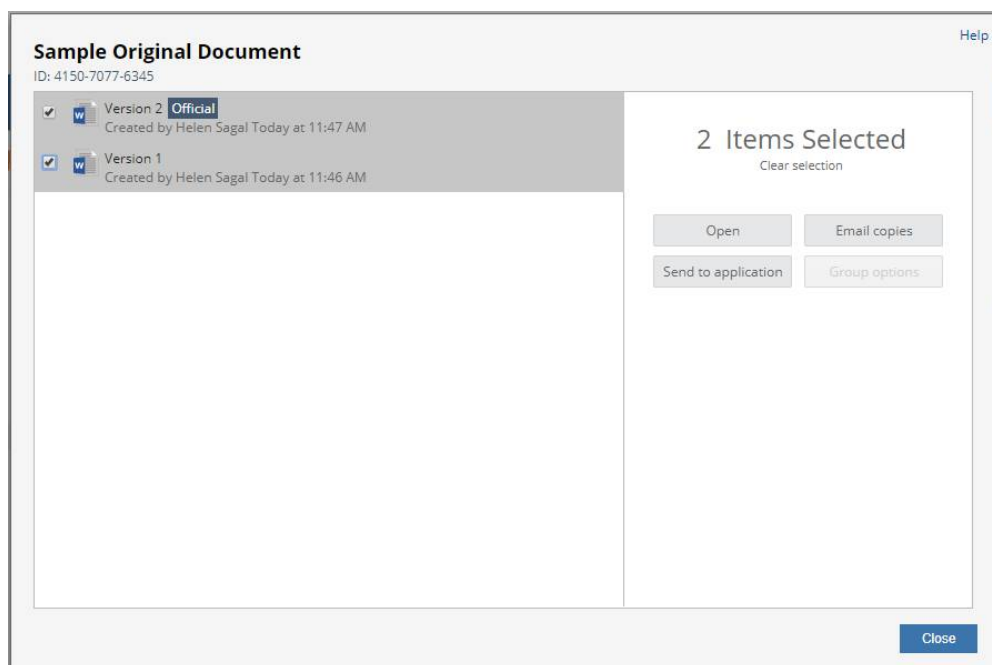 Help
Sample Original Document
ID: 4150-7077-6345
Version 2 Official
Created by Helen Sagal Today at 11:47 AM
Version 1
Created by Helen Sagal Today at 11:46 AM
2 Items Selected
Clear selection
Open
Email copies
Send to application
Group options
Close